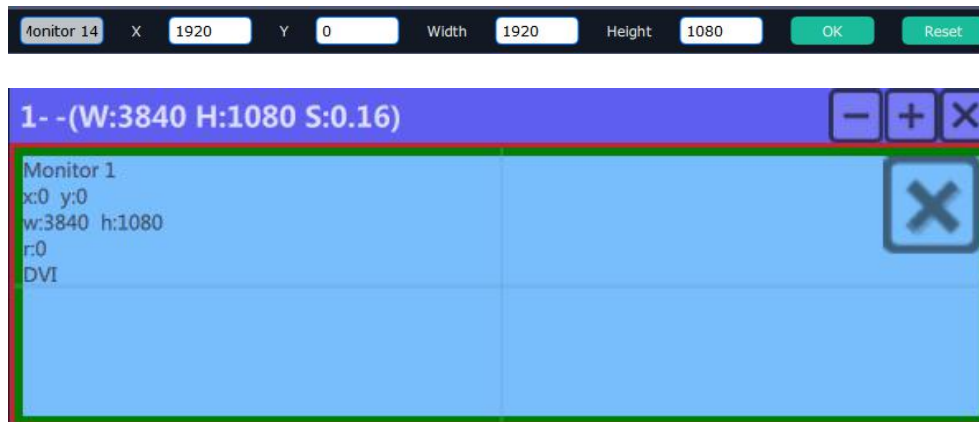 Monitor 14 X 1920 Y 0 Width 1920 Height 1080 OK Reset
1- -(W:3840 H:1080 S:0.16)
Monitor 1
x:0 y:0
w:3840 h:1080
r:0
DVI